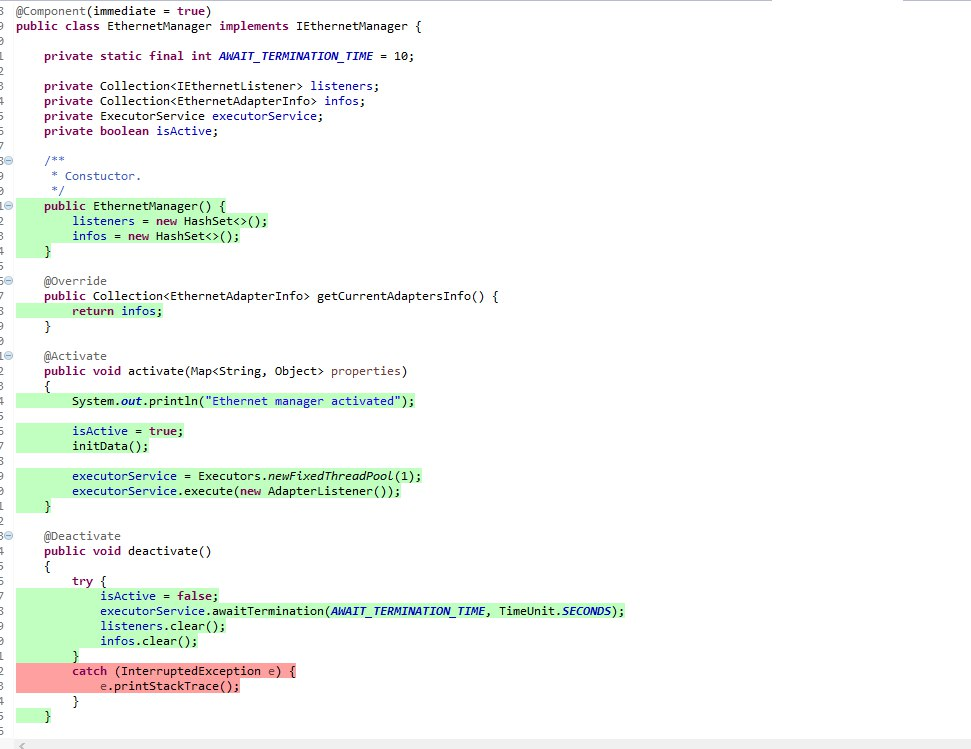 @Component(immediate = true)
public class EthernetManager implements IEthernetManager {
private static final int AWAIT_TERMINATION_TIME = 10;
private Collection<IEthernetListener> listeners;
private Collection<EthernetAdapterInfo> infos;
private ExecutorService executorService;
private boolean isActive;
/**
* Constuctor.
*/
public EthernetManager() {
listeners = new HashSet<>();
infos = new HashSet<>();
}
@Override
public Collection<EthernetAdapterInfo> getCurrentAdaptersInfo() {
return infos;
}
@Activate
public void activate(Map<String, Object> properties)
{
System.out.println("Ethernet manager activated");
isActive = true;
initData();
executorService = Executors.newFixedThreadPool(1);
executorService.execute(new AdapterListener());
}
@Deactivate
public void deactivate()
{
try {
isActive = false;
executorService.awaitTermination(AWAIT_TERMINATION_TIME, TimeUnit.SECONDS);
listeners.clear();
infos.clear();
}
catch (InterruptedException e) {
e.printStackTrace();
}
}